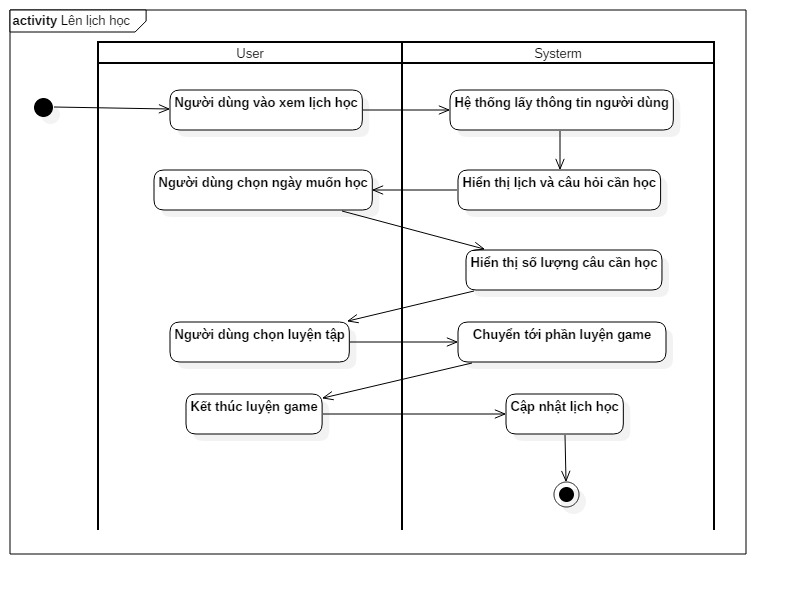 activity Lên lịch học
User
Systerm
Người dùng vào xem lịch học
Hệ thống lấy thông tin người dùng
Người dùng chọn ngày muốn học
Hiển thị lịch và câu hỏi cần học
Hiển thị số lượng câu cần học
Người dùng chọn luyện tập
Chuyển tới phần luyện game
Kết thúc luyện game
Cập nhật lịch học